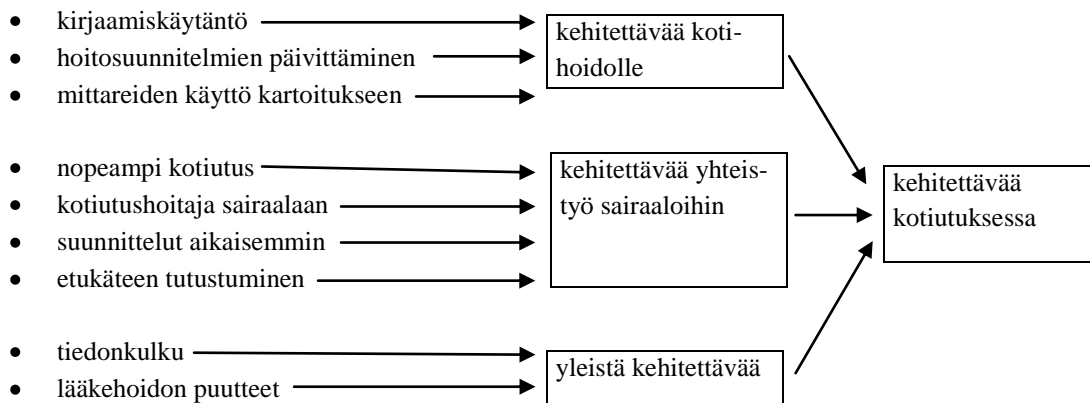 • kirjaamiskäytäntö
• hoitosuunnitelmien päivittäminen
• mittareiden käyttö kartoitukseen
kehitettävää koti-
hoidolle
• nopeampi kotiutus
• kotiutushoitaja sairaalaan
• suunnittelut aikaisemmin
• etukäteen tutustuminen
kehitettävää yhteis-
työ sairaaloihin
• tiedonkulku
• lääkehoidon puutteet
yleistä kehitettävää
kehitettävää
kotiutuksessa